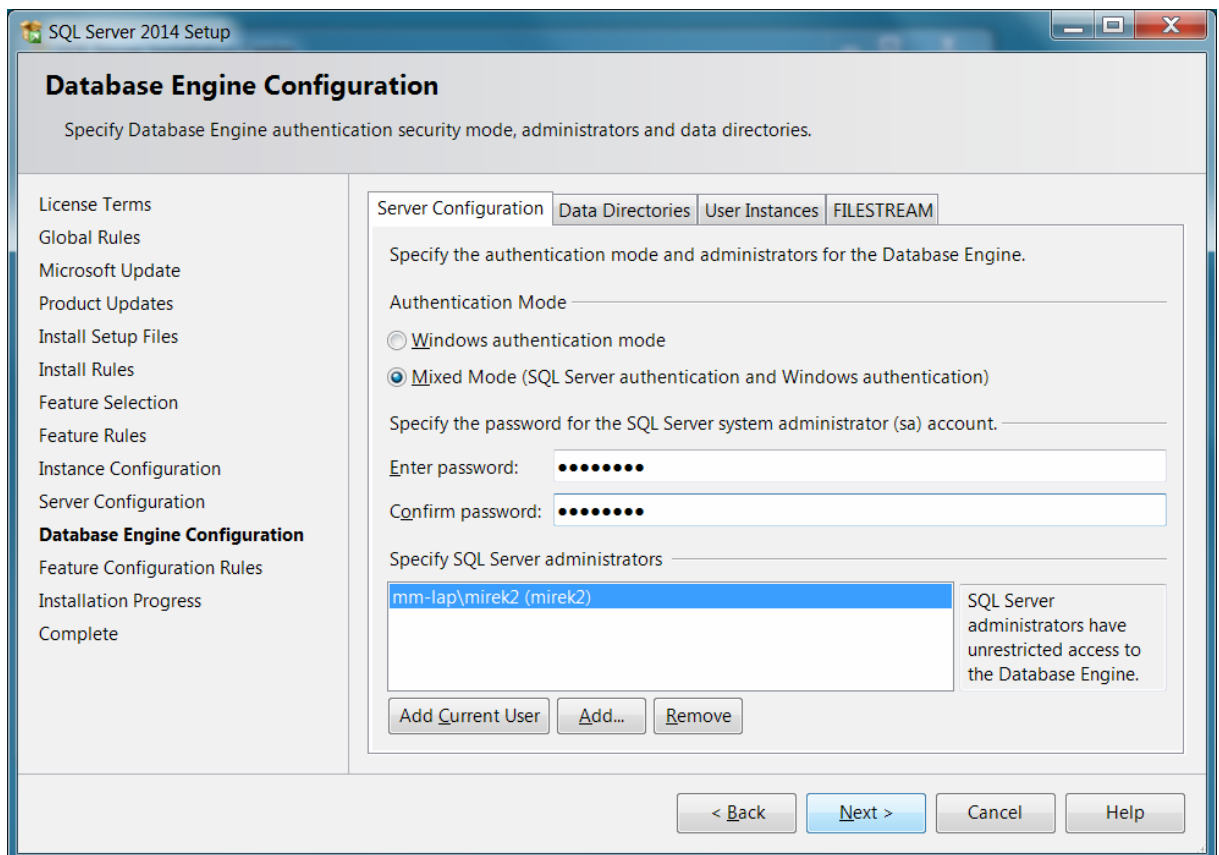 SQL Server 2014 Setup
Database Engine Configuration
Specify Database Engine authentication security mode, administrators and data directories.
License Terms
Global Rules
Microsoft Update
Product Updates
Install Setup Files
Install Rules
Feature Selection
Feature Rules
Instance Configuration
Server Configuration
Database Engine Configuration
Feature Configuration Rules
Installation Progress
Complete
Server Configuration Data Directories User Instances FILESTREAM
Specify the authentication mode and administrators for the Database Engine.
Authentication Mode
Windows authentication mode
Mixed Mode (SQL Server authentication and Windows authentication)
Specify the password for the SQL Server system administrator (sa) account.
Enter password: ●●●●●●●●
Confirm password: ●●●●●●●●
Specify SQL Server administrators
mm-lap\mirek2 (mirek2)
SQL Server
administrators have
unrestricted access to
the Database Engine.
Add Current User Add... Remove
< Back Next > Cancel Help